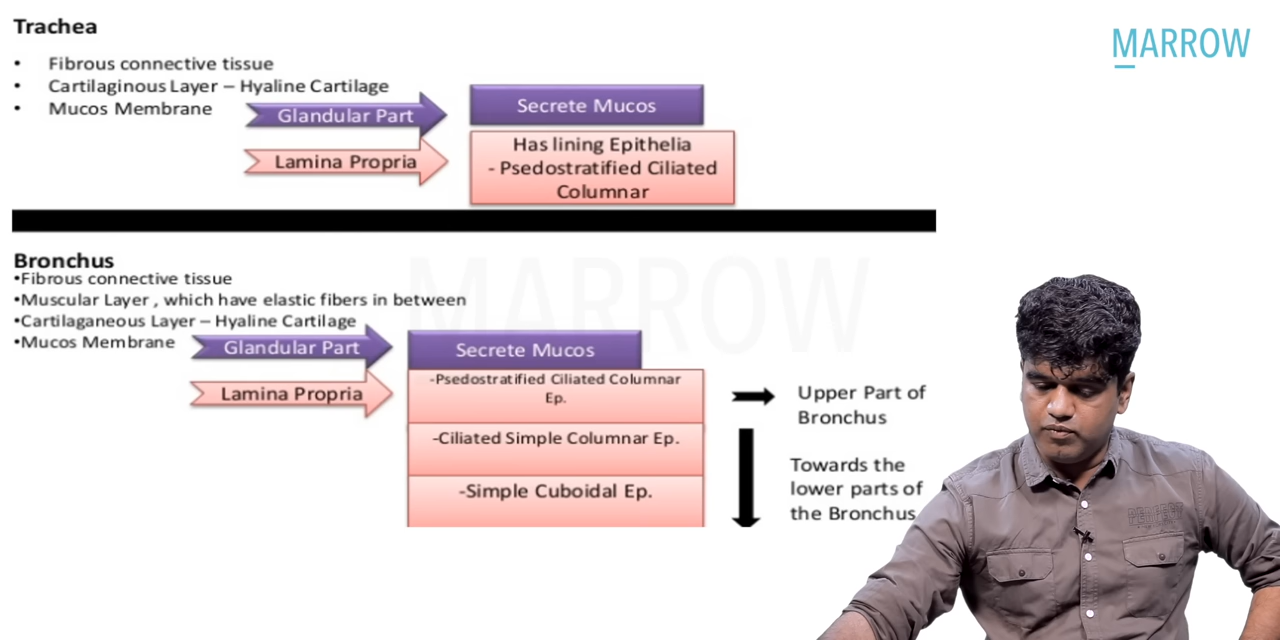 Trachea
MARROW
• Fibrous connective tissue
• Cartilaginous Layer – Hyaline Cartilage
• Mucos Membrane
Glandular Part
Secrete Mucos
Lamina Propria
Has lining Epithelia
- Psedostratified Ciliated
Columnar
Bronchus
•Fibrous connective tissue
•Muscular Layer , which have elastic fibers in between
•Cartilaganeous Layer – Hyaline Cartilage
•Mucos Membrane
Glandular Part
Secrete Mucos
Lamina Propria
-Psedostratified Ciliated Columnar
Ep.
-Ciliated Simple Columnar Ep.
-Simple Cuboidal Ep.
Upper Part of
Bronchus
Towards the
lower parts of
the Bronchus
MARROW